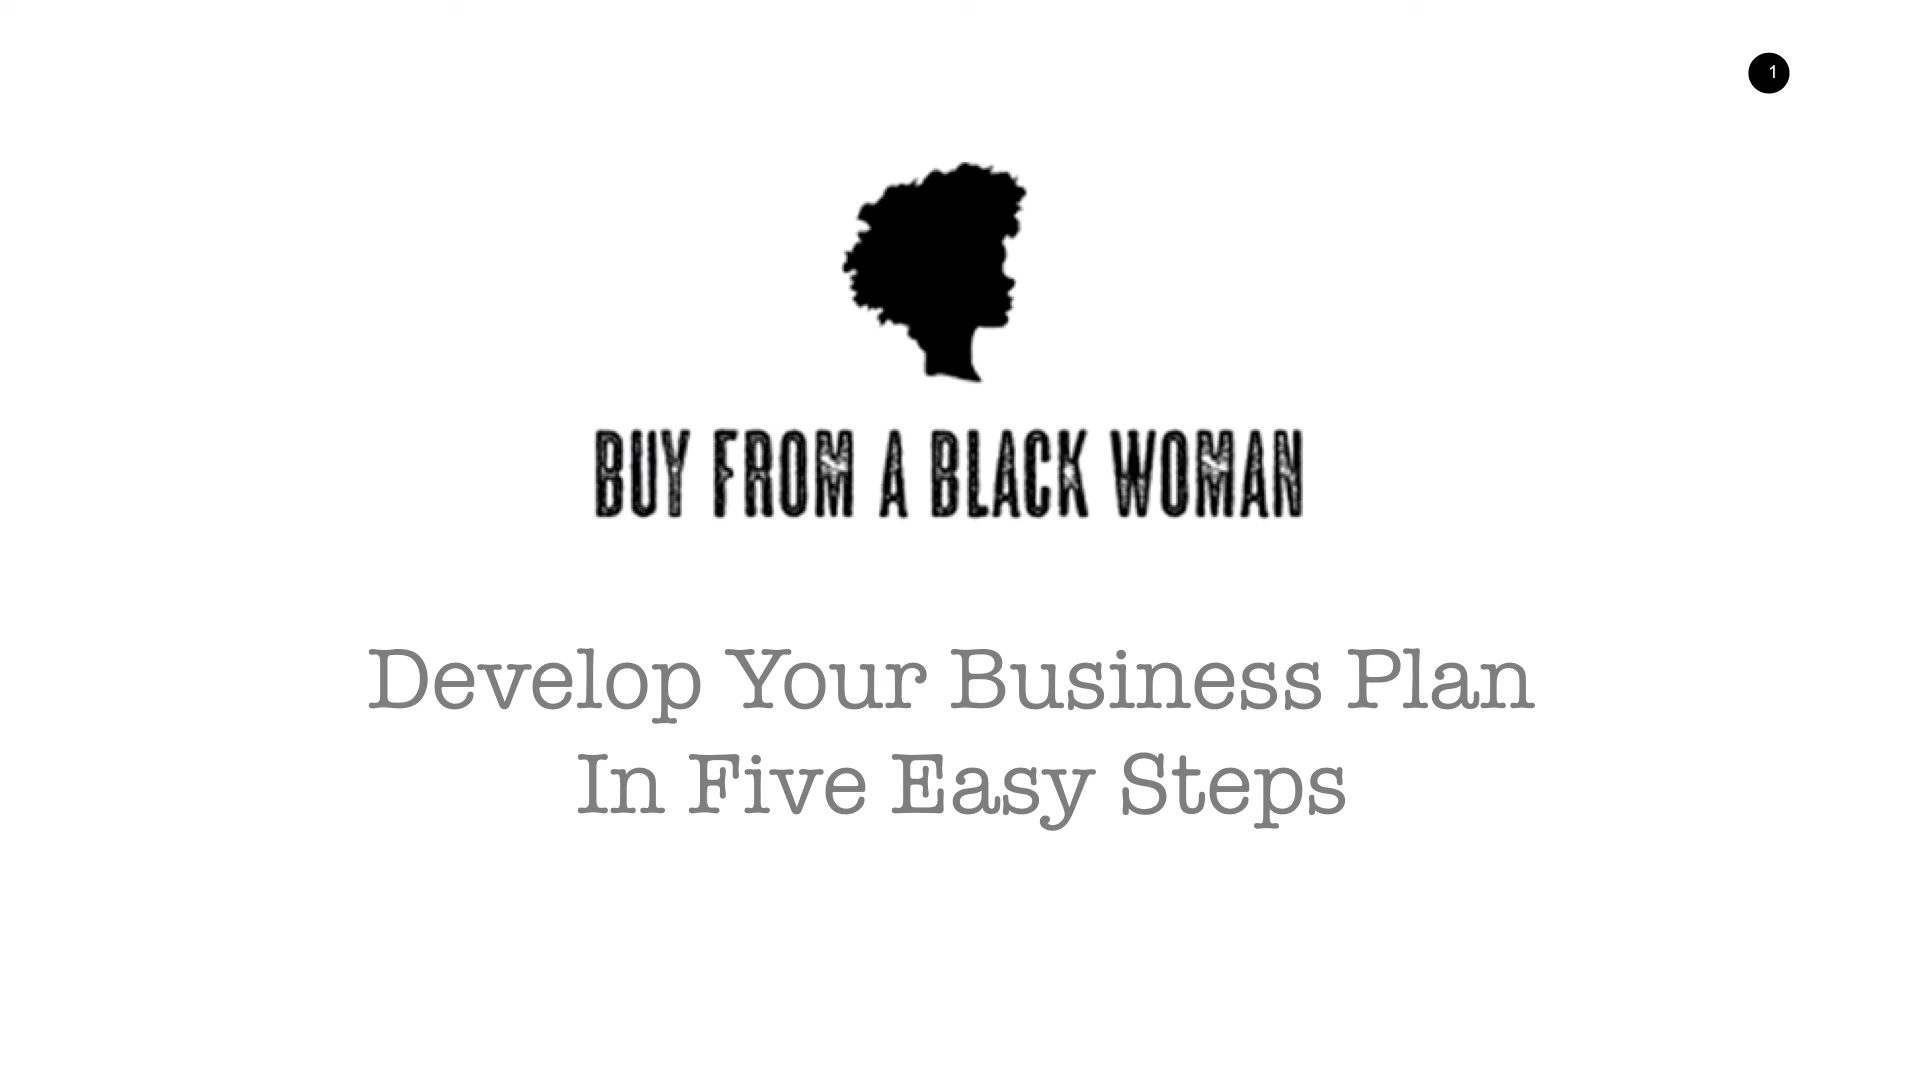 1
BUY FROM A BLACK WOMAN
Develop Your Business Plan
In Five Easy Steps